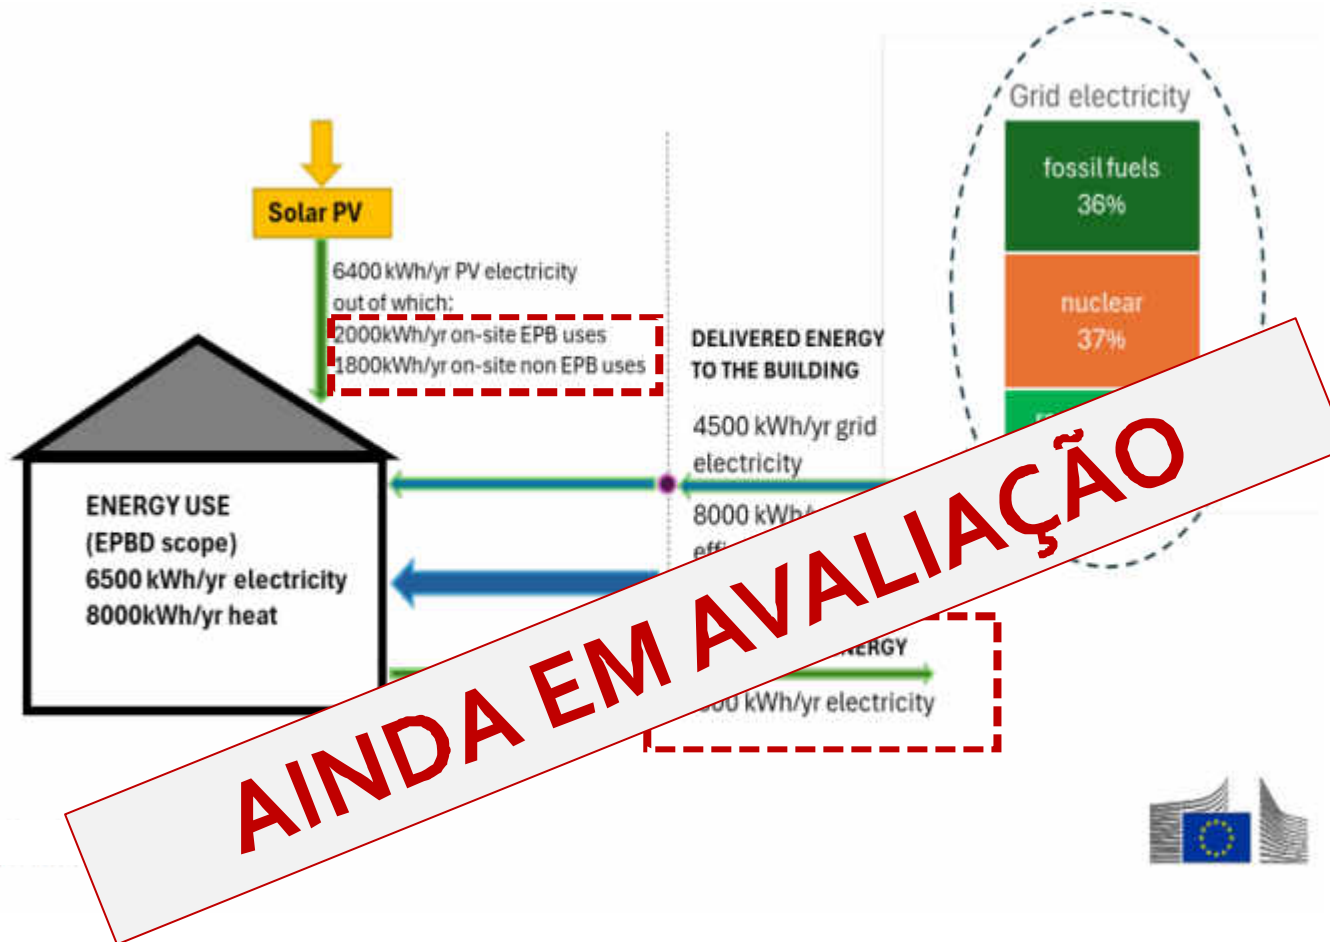 Grid electricity
fossil fuels
36%
nuclear
37%
Solar PV
6400 kWh/yr PV electricity
out of which:
2000kWh/yr on-site EPB uses
1800kWh/yr on-site non EPB uses
DELIVERED ENERGY
TO THE BUILDING
4500 kWh/yr grid
electricity
8000
ENERGY USE
(EPBD scope)
6500 kWh/yr electricity
8000kWh/yr heat
kWh/yr electricity
AINDA EM AVALIAÇÃO